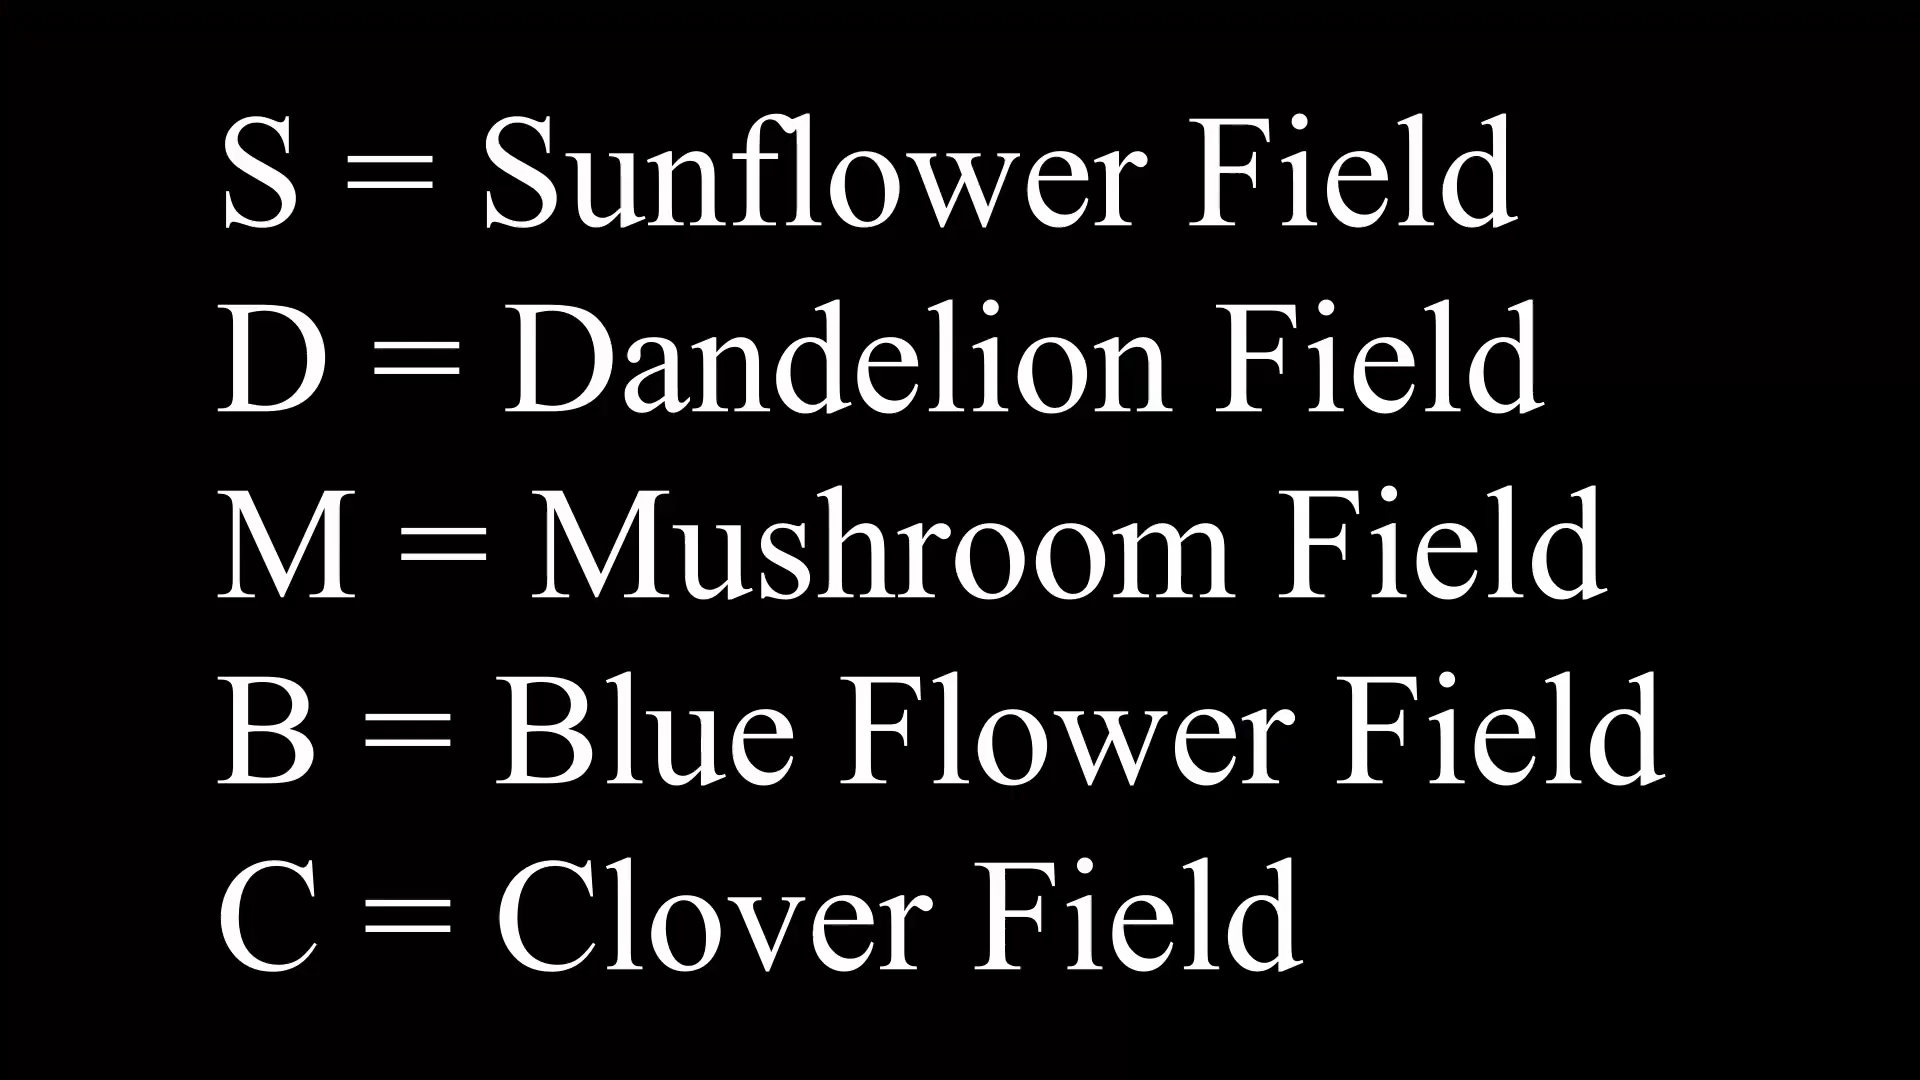 S = Sunflower Field
D = Dandelion Field
M = Mushroom Field
B = Blue Flower Field
C = Clover Field